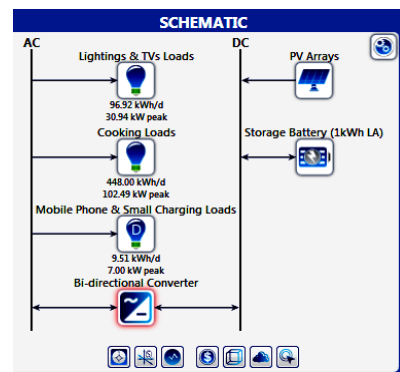 SCHEMATIC
AC
DC
Lightings & TVs Loads
PV Arrays
96.92 kWh/d
30.94 kW peak
Cooking Loads
Storage Battery (1kWh LA)
448.00 kWh/d
102.49 kW peak
Mobile Phone & Small Charging Loads
D
9.51 kWh/d
7.00 kW peak
Bi-directional Converter
$